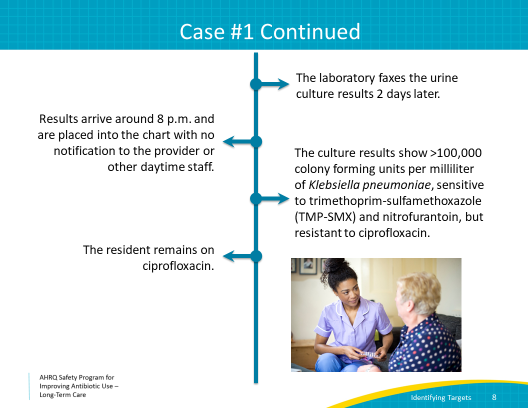 Case #1 Continued
The laboratory faxes the urine
culture results 2 days later.
Results arrive around 8 p.m. and
are placed into the chart with no
notification to the provider or
other daytime staff.
The culture results show >100,000
colony forming units per milliliter
of Klebsiella pneumoniae, sensitive
to trimethoprim-sulfamethoxazole
(TMP-SMX) and nitrofurantoin, but
resistant to ciprofloxacin.
The resident remains on
ciprofloxacin.
AHRQ Safety Program for
Improving Antibiotic Use –
Long-Term Care
Identifying Targets 8